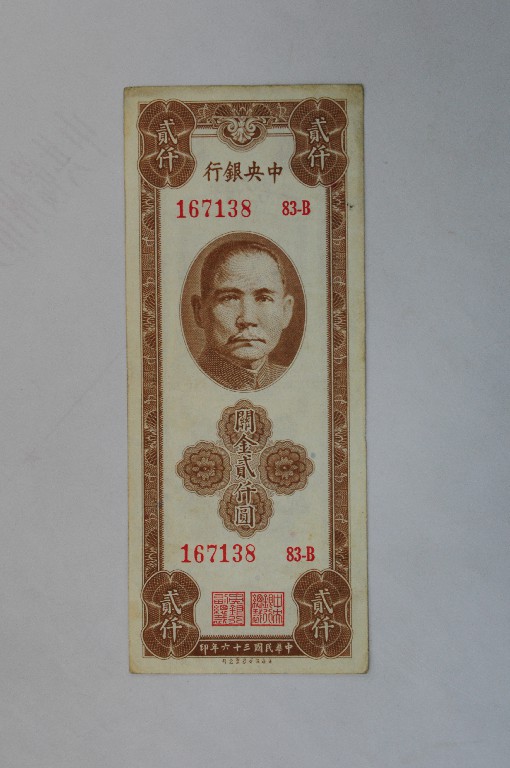 貳仟 貳仟
行銀央中
167138 83-B
關金貳仟圓
167138 83-B
貳仟 貳仟
印年六十三國民華中